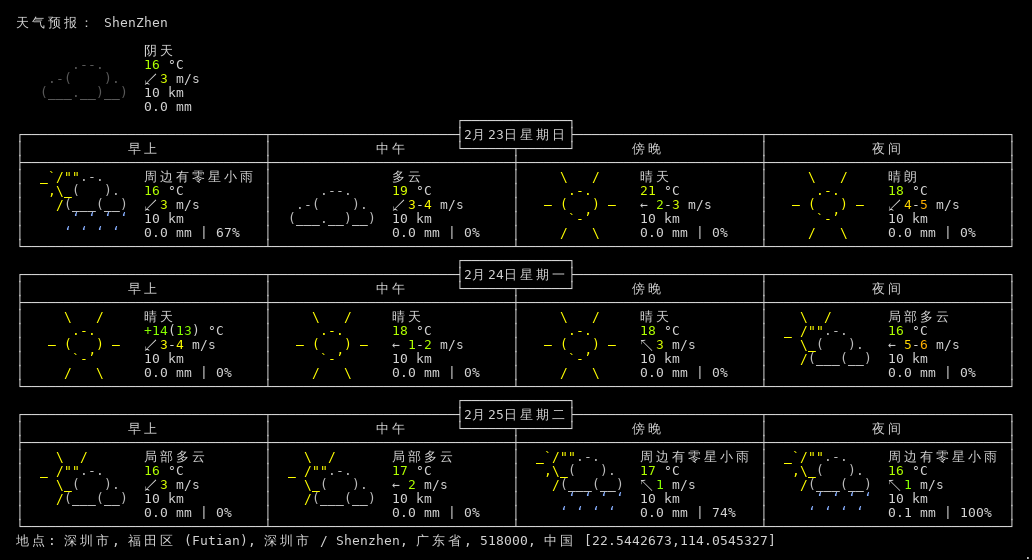 天气预报： ShenZhen
阴天
16 °C
↙3 m/s
10 km
0.0 mm
2月23日星期日
早上 中午 傍晚 夜间
周边有零星小雨 多云 晴天 晴朗
16 °C 19 °C 21 °C 18 °C
↙3 m/s ↙3-4 m/s ← 2-3 m/s ↙4-5 m/s
10 km 10 km 10 km 10 km
0.0 mm | 67% 0.0 mm | 0% 0.0 mm | 0% 0.0 mm | 0%
2月24日星期一
早上 中午 傍晚 夜间
晴天 晴天 晴天 局部多云
+14(13) °C 18 °C 18 °C 16 °C
↙3-4 m/s ← 1-2 m/s ↖3 m/s ← 5-6 m/s
10 km 10 km 10 km 10 km
0.0 mm | 0% 0.0 mm | 0% 0.0 mm | 0% 0.0 mm | 0%
2月25日星期二
早上 中午 傍晚 夜间
局部多云 局部多云 周边有零星小雨 周边有零星小雨
16 °C 17 °C 17 °C 16 °C
↙3 m/s ← 2 m/s ↖1 m/s ↖1 m/s
10 km 10 km 10 km 10 km
0.0 mm | 0% 0.0 mm | 0% 0.0 mm | 74% 0.1 mm | 100%
地点: 深圳市, 福田区 (Futian), 深圳市 / Shenzhen, 广东省, 518000, 中国 [22.5442673,114.0545327]